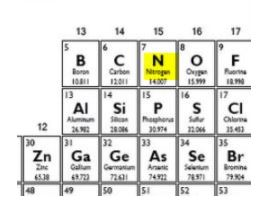 13 14 15 16 17
5 6 7 8 9
B C N O F
Boron Carbon Nitrogen Oxygen Fluorine
10.811 12.011 14.007 15.999 18.998
13 14 15 16 17
Al Si P S Cl
Aluminum Silicon Phosphorus Sulfur Chlorine
26.982 28.086 30.974 32.066 35.453
12
30 31 32 33 34 35
Zn Ga Ge As Se Br
Zinc Gallium Germanium Arsenic Selenium Bromine
65.38 69.723 72.631 74.922 78.971 79.904
48 49 50 51 52 53